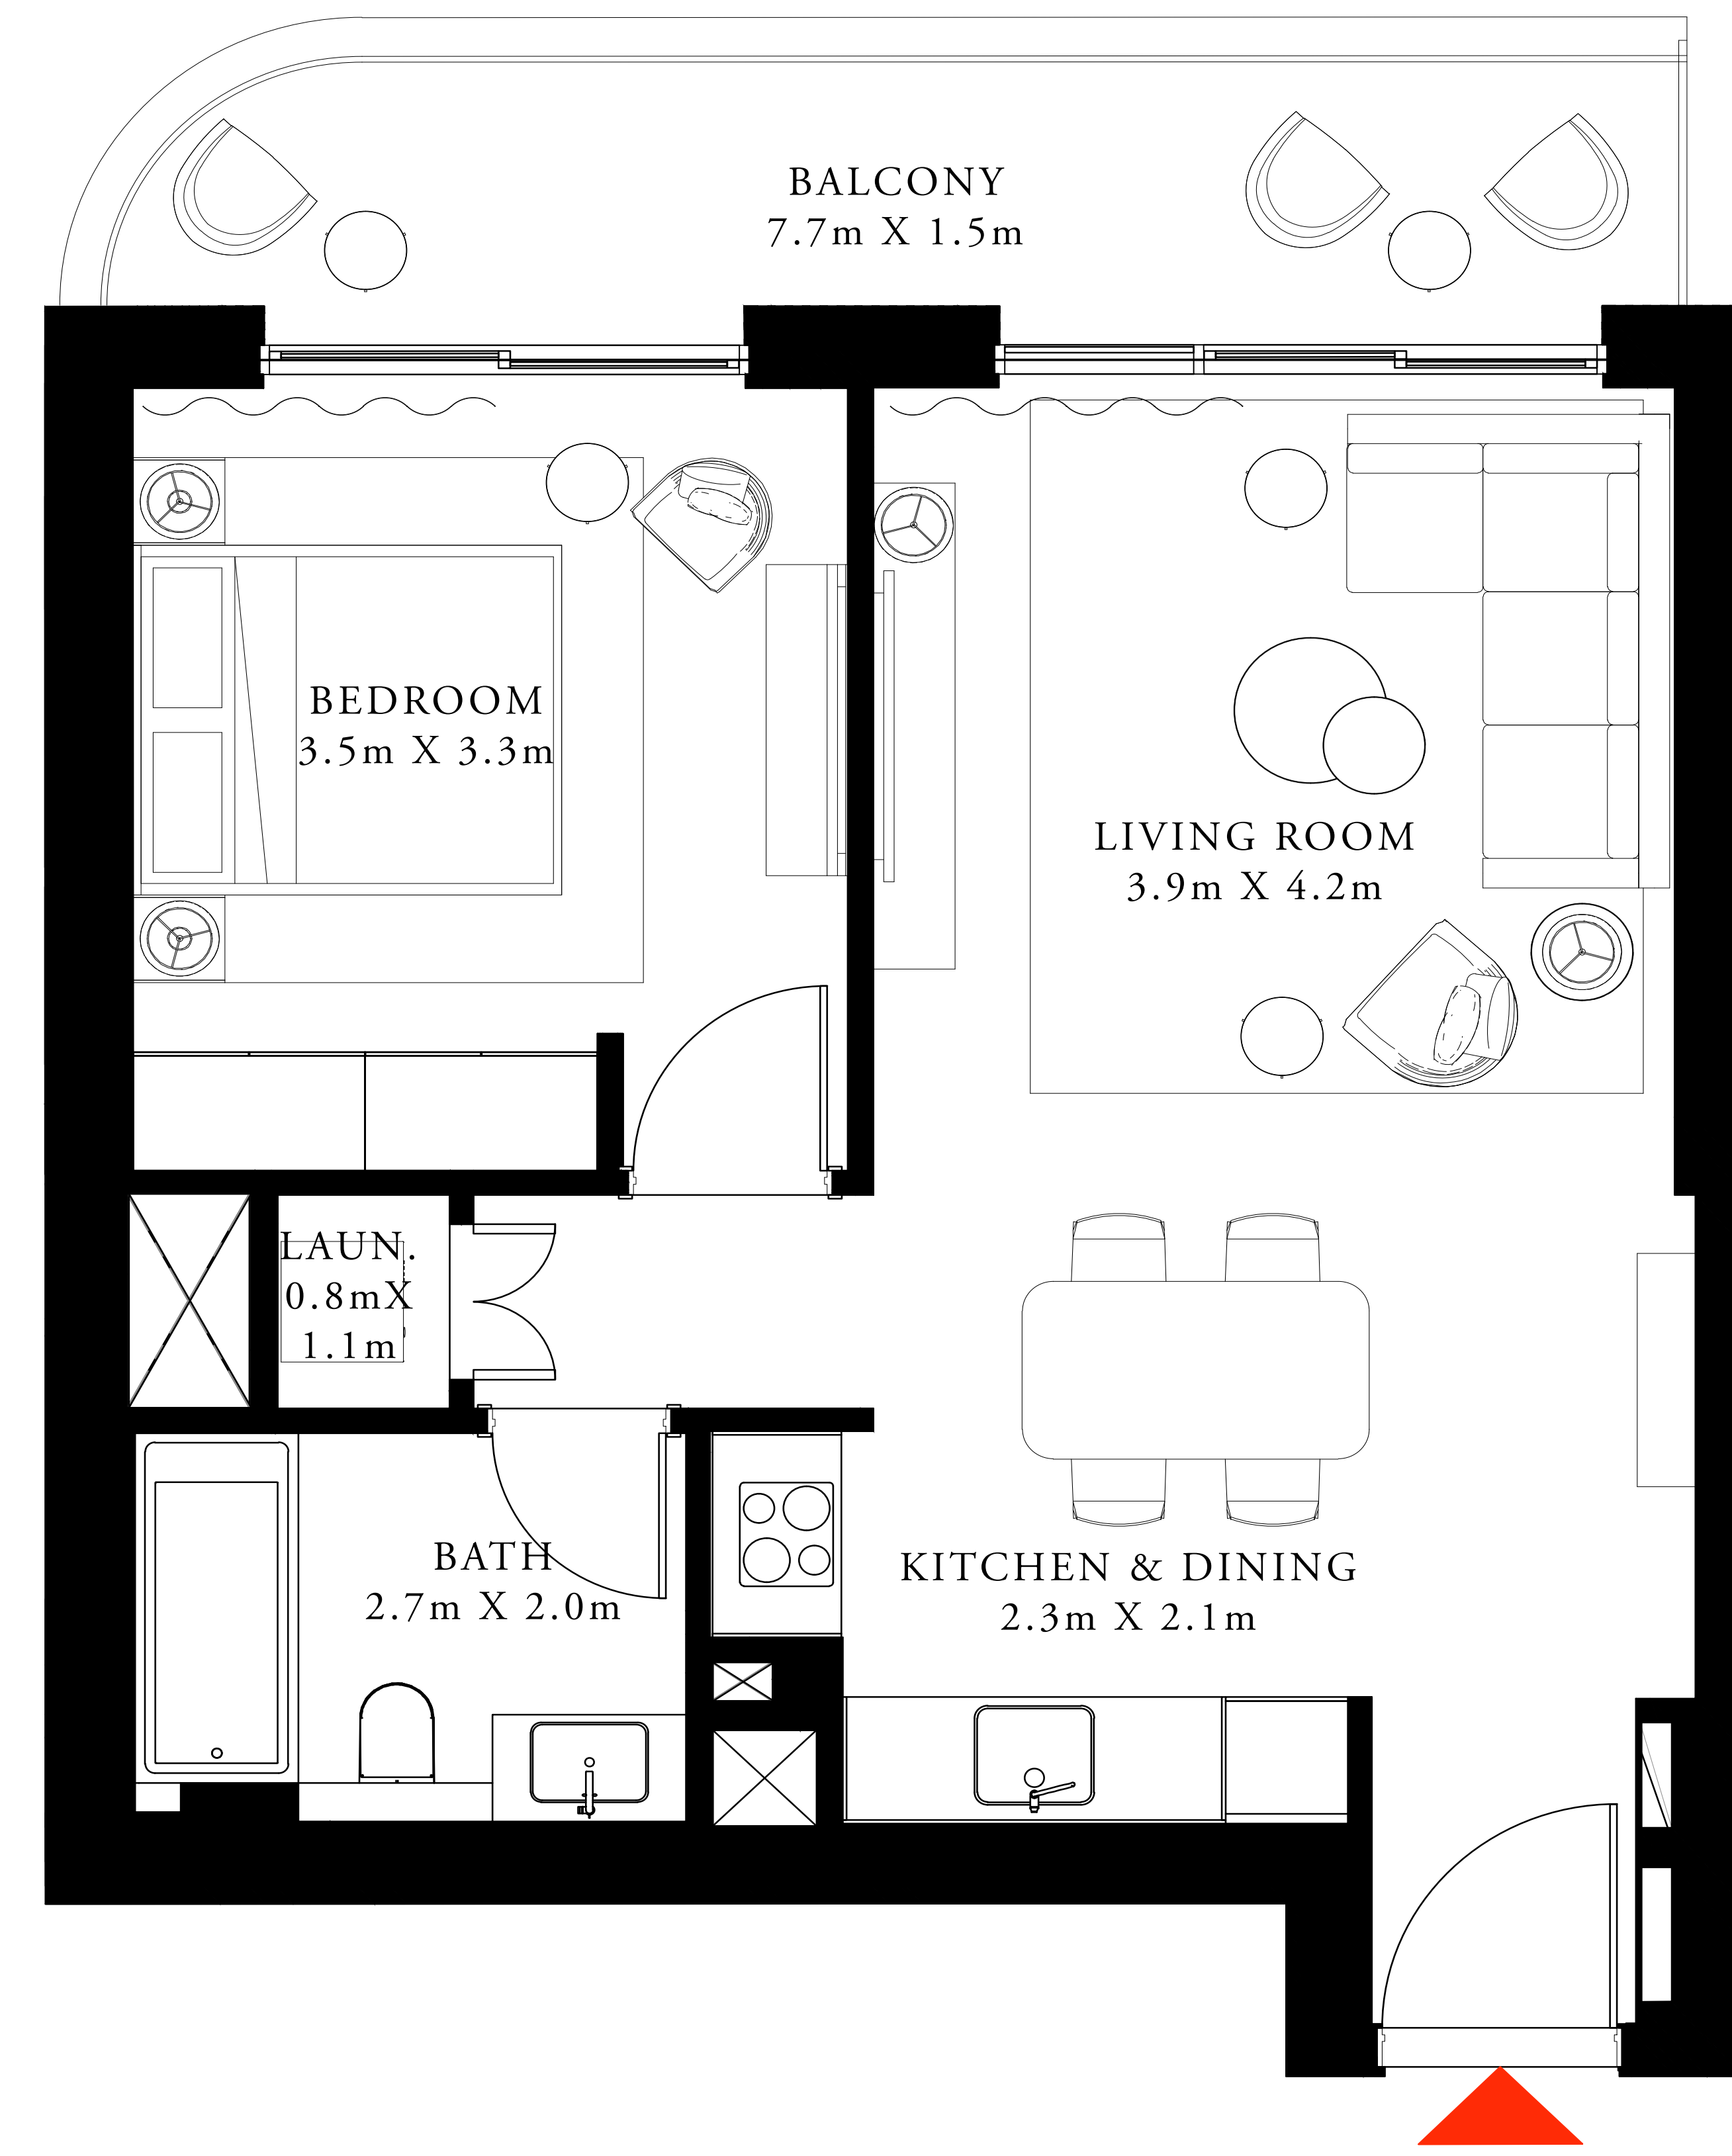 BALCONY
7.7m X 1.5m
BEDROOM
3.5m X 3.3m
LIVING ROOM
3.9m X 4.2m
LAUN.
0.8mX
1.1m
BATH
2.7m X 2.0m
KITCHEN & DINING
2.3m X 2.1m